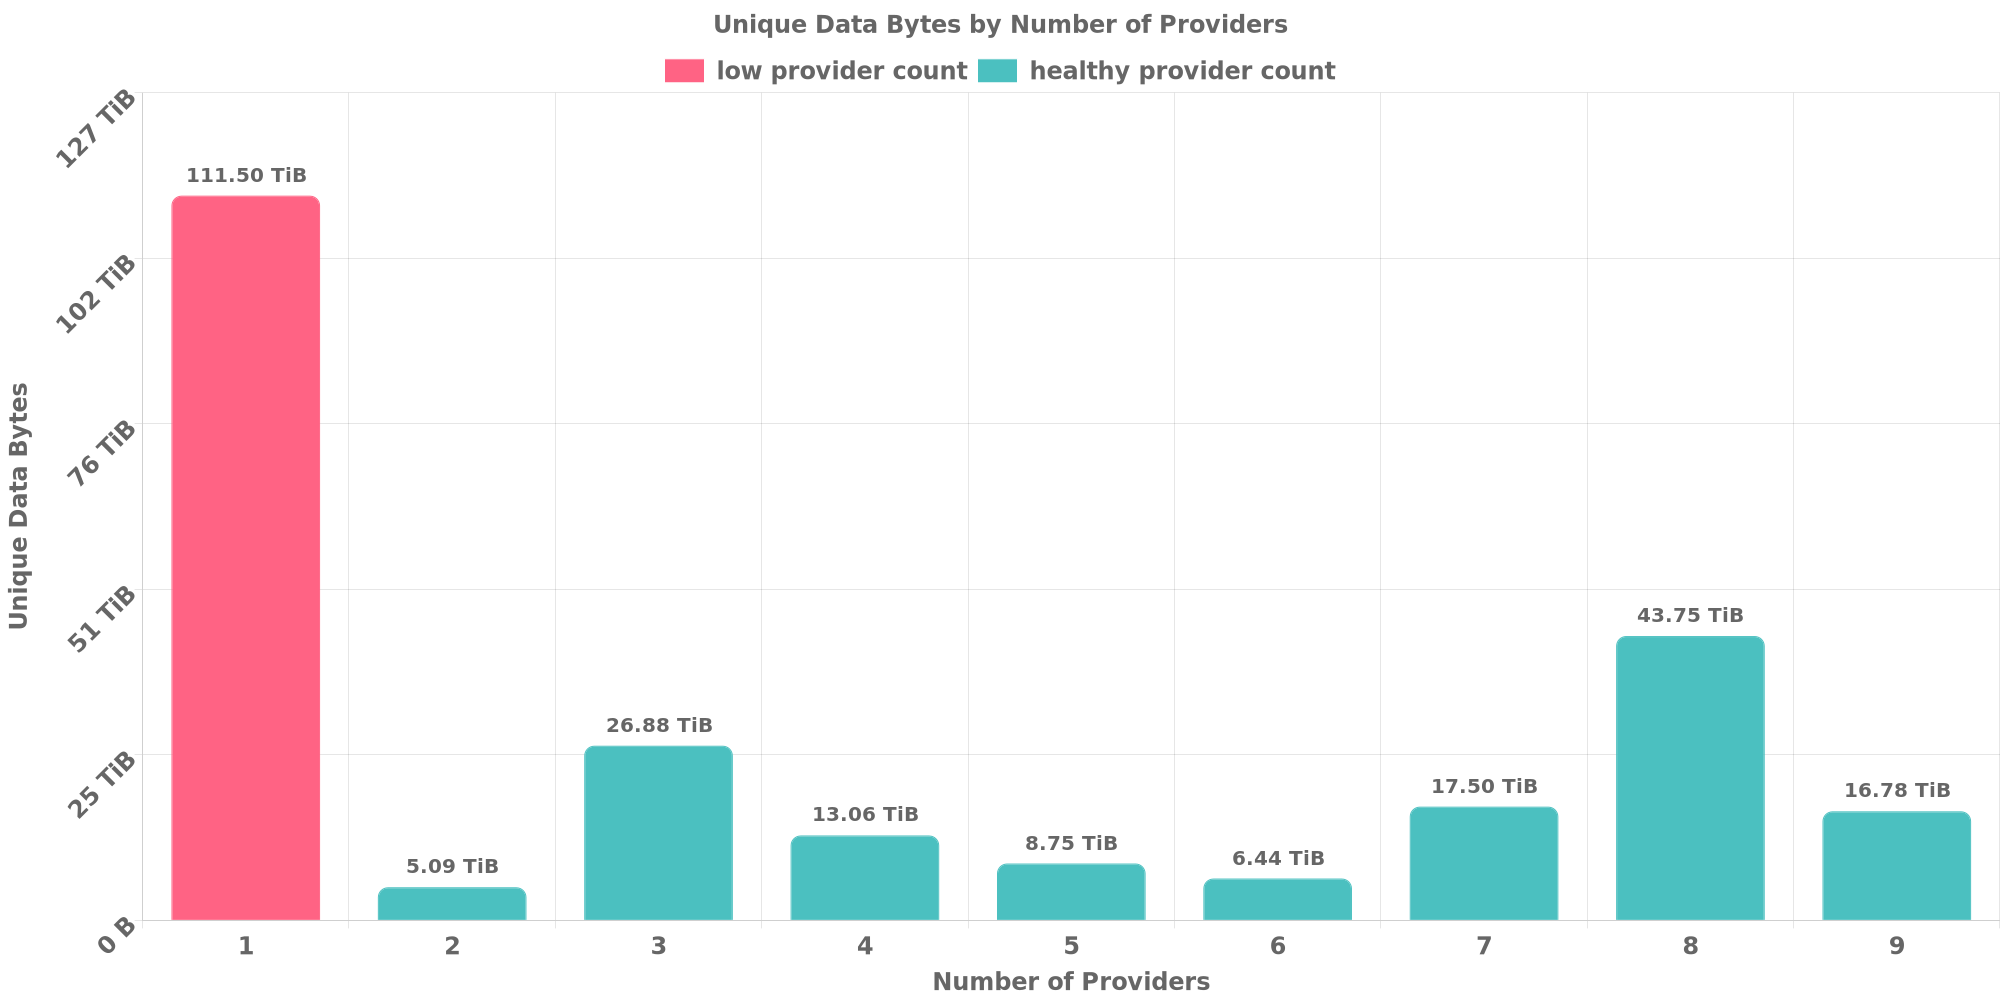 Unique Data Bytes by Number of Providers
low provider count healthy provider count
127 TiB
102 TiB
76 TiB
51 TiB
25 TiB
0 B
Unique Data Bytes
111.50 TiB
5.09 TiB
26.88 TiB
13.06 TiB
8.75 TiB
6.44 TiB
17.50 TiB
43.75 TiB
16.78 TiB
1 2 3 4 5 6 7 8 9
Number of Providers